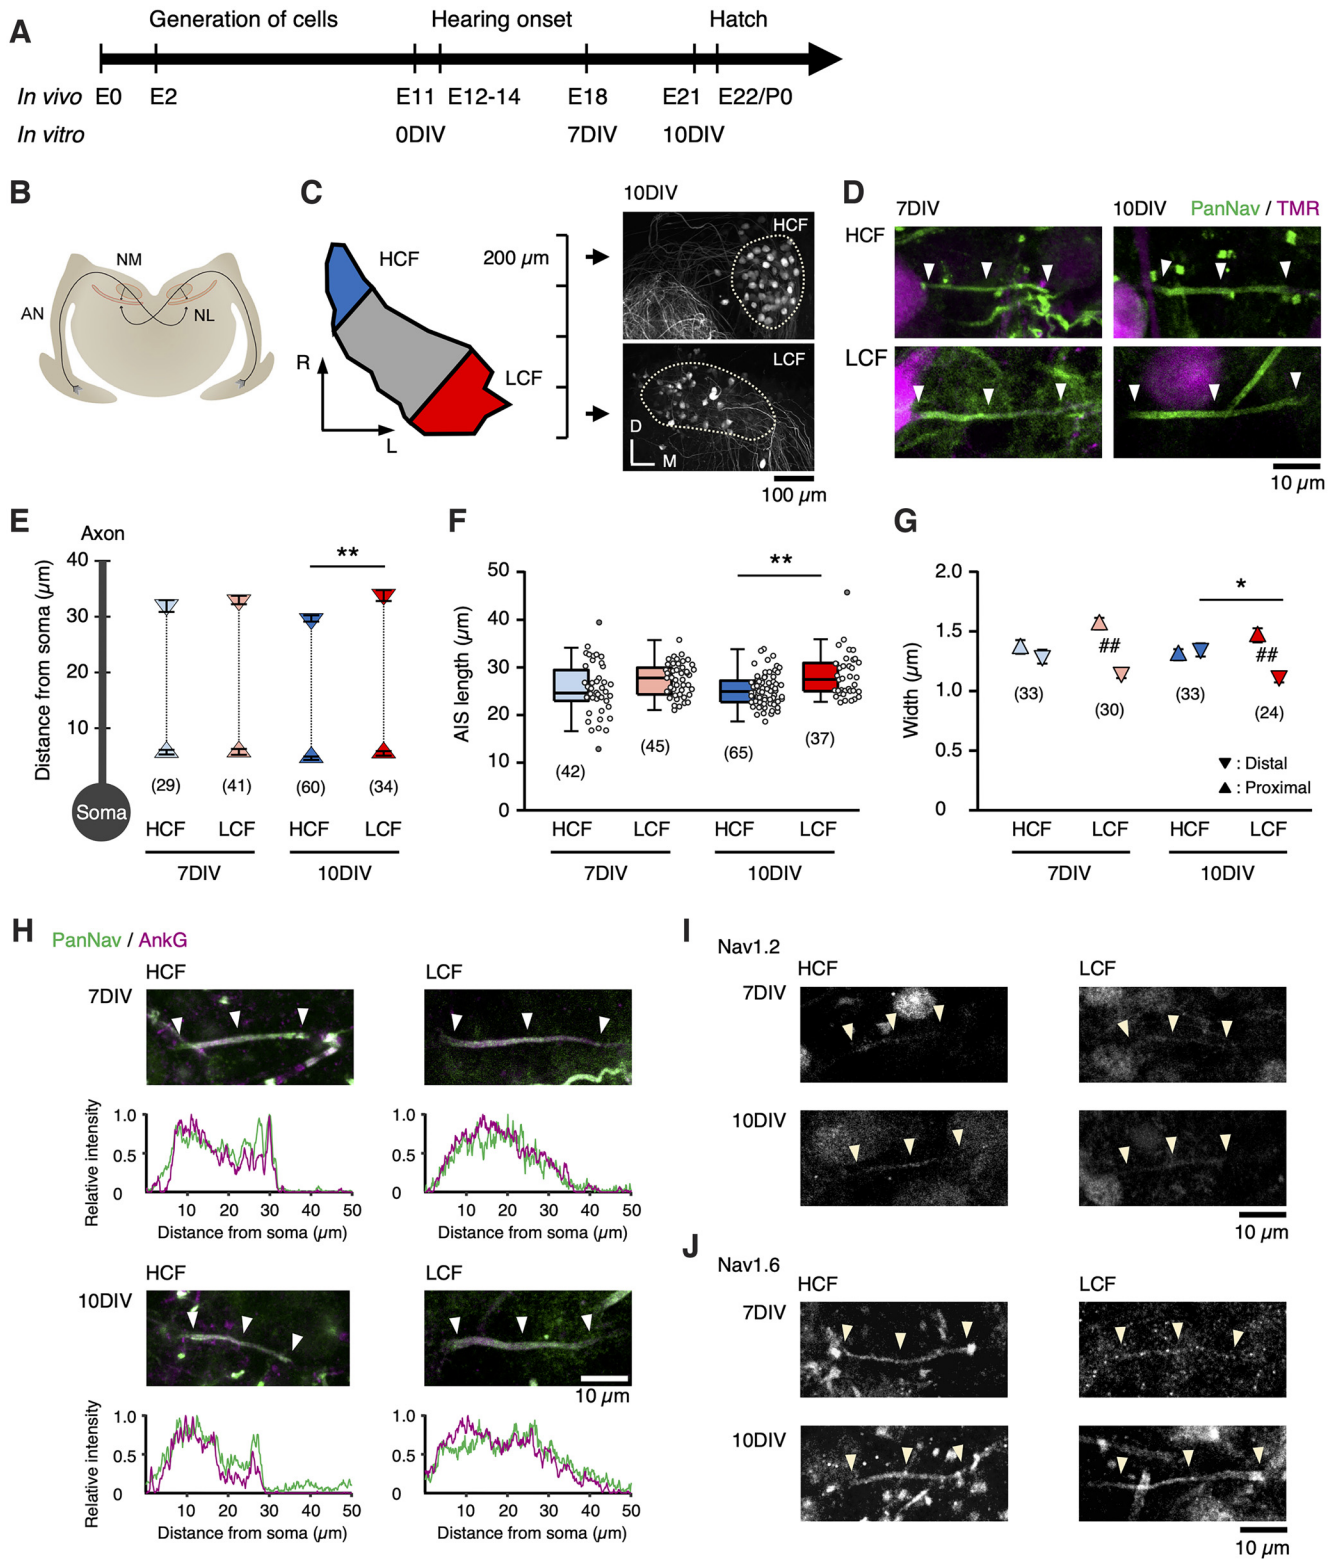 A
Generation of cells
Hearing onset
Hatch
In vivo E0 E2 E11 E12-14 E18 E21 E22/P0
In vitro 0DIV 7DIV 10DIV
B
NM
AN
NL
C
10DIV
HCF
200 µm
HCF
LCF
LCF
R
L
D
M
100 µm
D
7DIV 10DIV PanNav / TMR
HCF
LCF
10 µm
E
Axon
Distance from soma (µm)
40
30
20
10
**
(29) (41) (60) (34)
Soma
HCF LCF HCF LCF
7DIV 10DIV
F
AIS length (µm)
50
40
30
20
10
0
**
(42) (45) (65) (37)
HCF LCF HCF LCF
7DIV 10DIV
G
Width (µm)
2.0
1.5
1.0
0.5
0
*
## ##
(33) (30) (33) (24)
▼ : Distal
▲ : Proximal
HCF LCF HCF LCF
7DIV 10DIV
H
PanNav / AnkG
HCF LCF
7DIV
Relative intensity
1.0
0.5
0
10 20 30 40 50
Distance from soma (µm)
1.0
0.5
0
10 20 30 40 50
Distance from soma (µm)
HCF LCF
10DIV
10 µm
Relative intensity
1.0
0.5
0
10 20 30 40 50
Distance from soma (µm)
1.0
0.5
0
10 20 30 40 50
Distance from soma (µm)
I
Nav1.2
HCF LCF
7DIV
10DIV
10 µm
J
Nav1.6
HCF LCF
7DIV
10DIV
10 µm